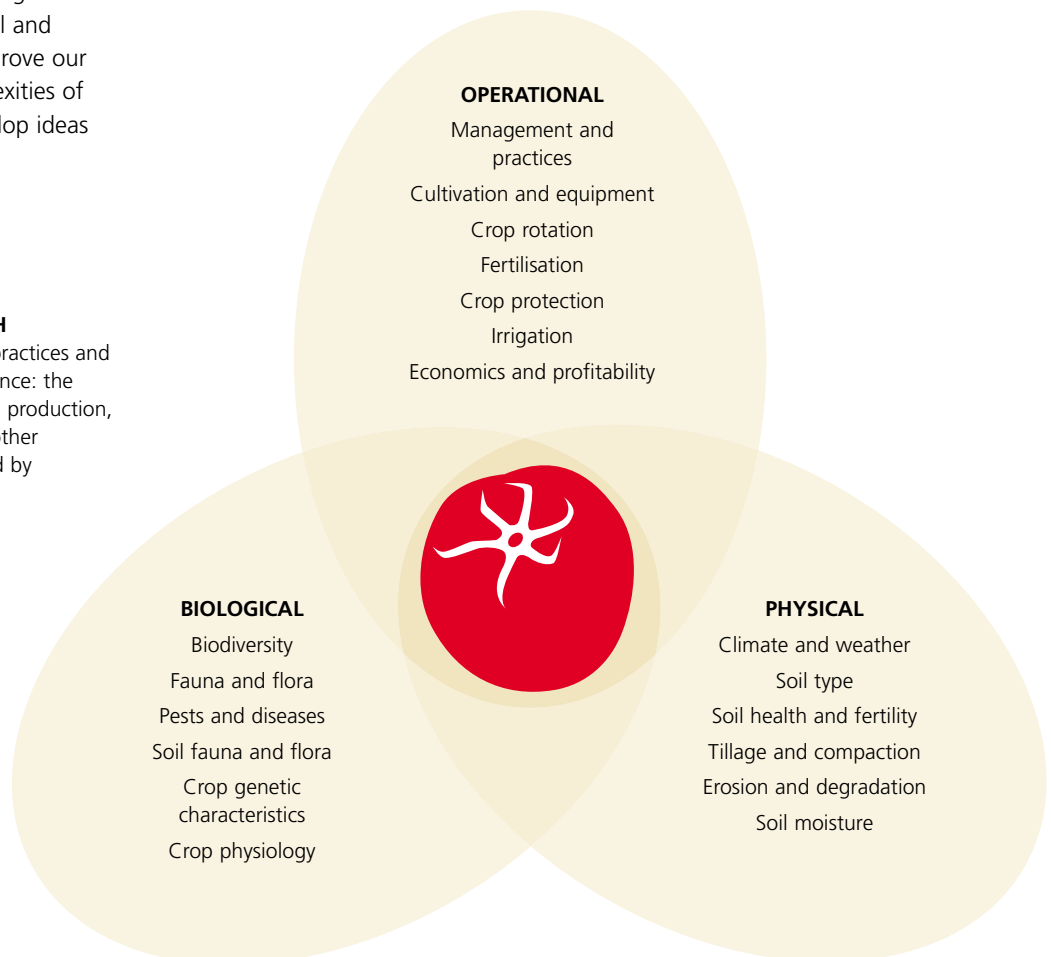 l and
rove our
exities of
lop ideas
H
practices and
nce: the
production,
other
d by
OPERATIONAL
Management and
practices
Cultivation and equipment
Crop rotation
Fertilisation
Crop protection
Irrigation
Economics and profitability
BIOLOGICAL
Biodiversity
Fauna and flora
Pests and diseases
Soil fauna and flora
Crop genetic
characteristics
Crop physiology
PHYSICAL
Climate and weather
Soil type
Soil health and fertility
Tillage and compaction
Erosion and degradation
Soil moisture